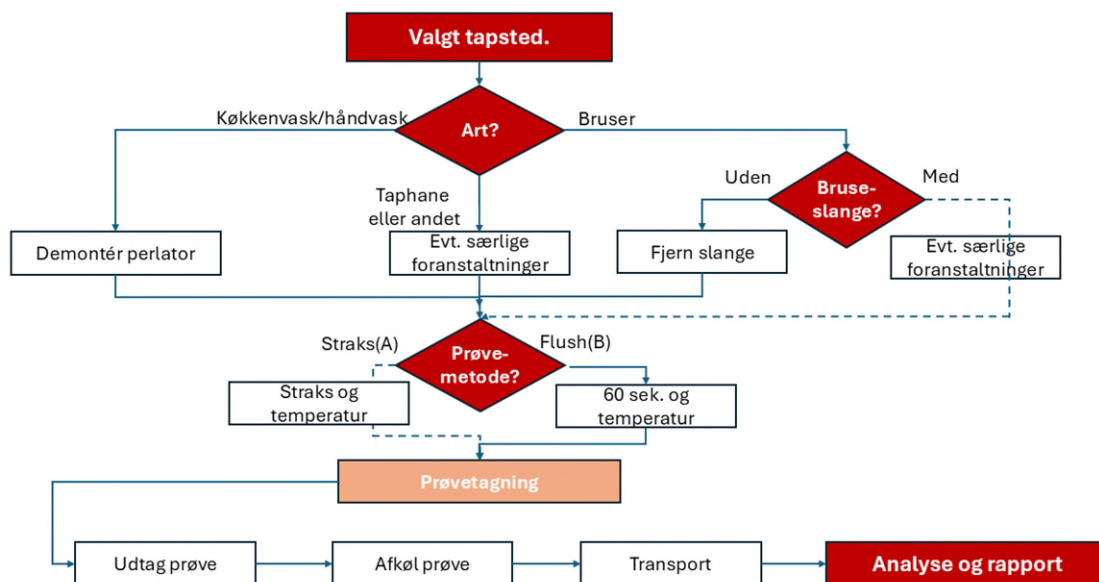 Valgt tapsted.
Køkkenvask/håndvask
Art?
Bruser
Taphane
eller andet
Uden
Bruse-
slange?
Med
Demontér perlator
Evt. særlige
foranstaltninger
Fjern slange
Evt. særlige
foranstaltninger
Straks(A)
Prøve-
metode?
Flush(B)
Straks og
temperatur
60 sek. og
temperatur
Prøvetagning
Udtag prøve
Afkøl prøve
Transport
Analyse og rapport